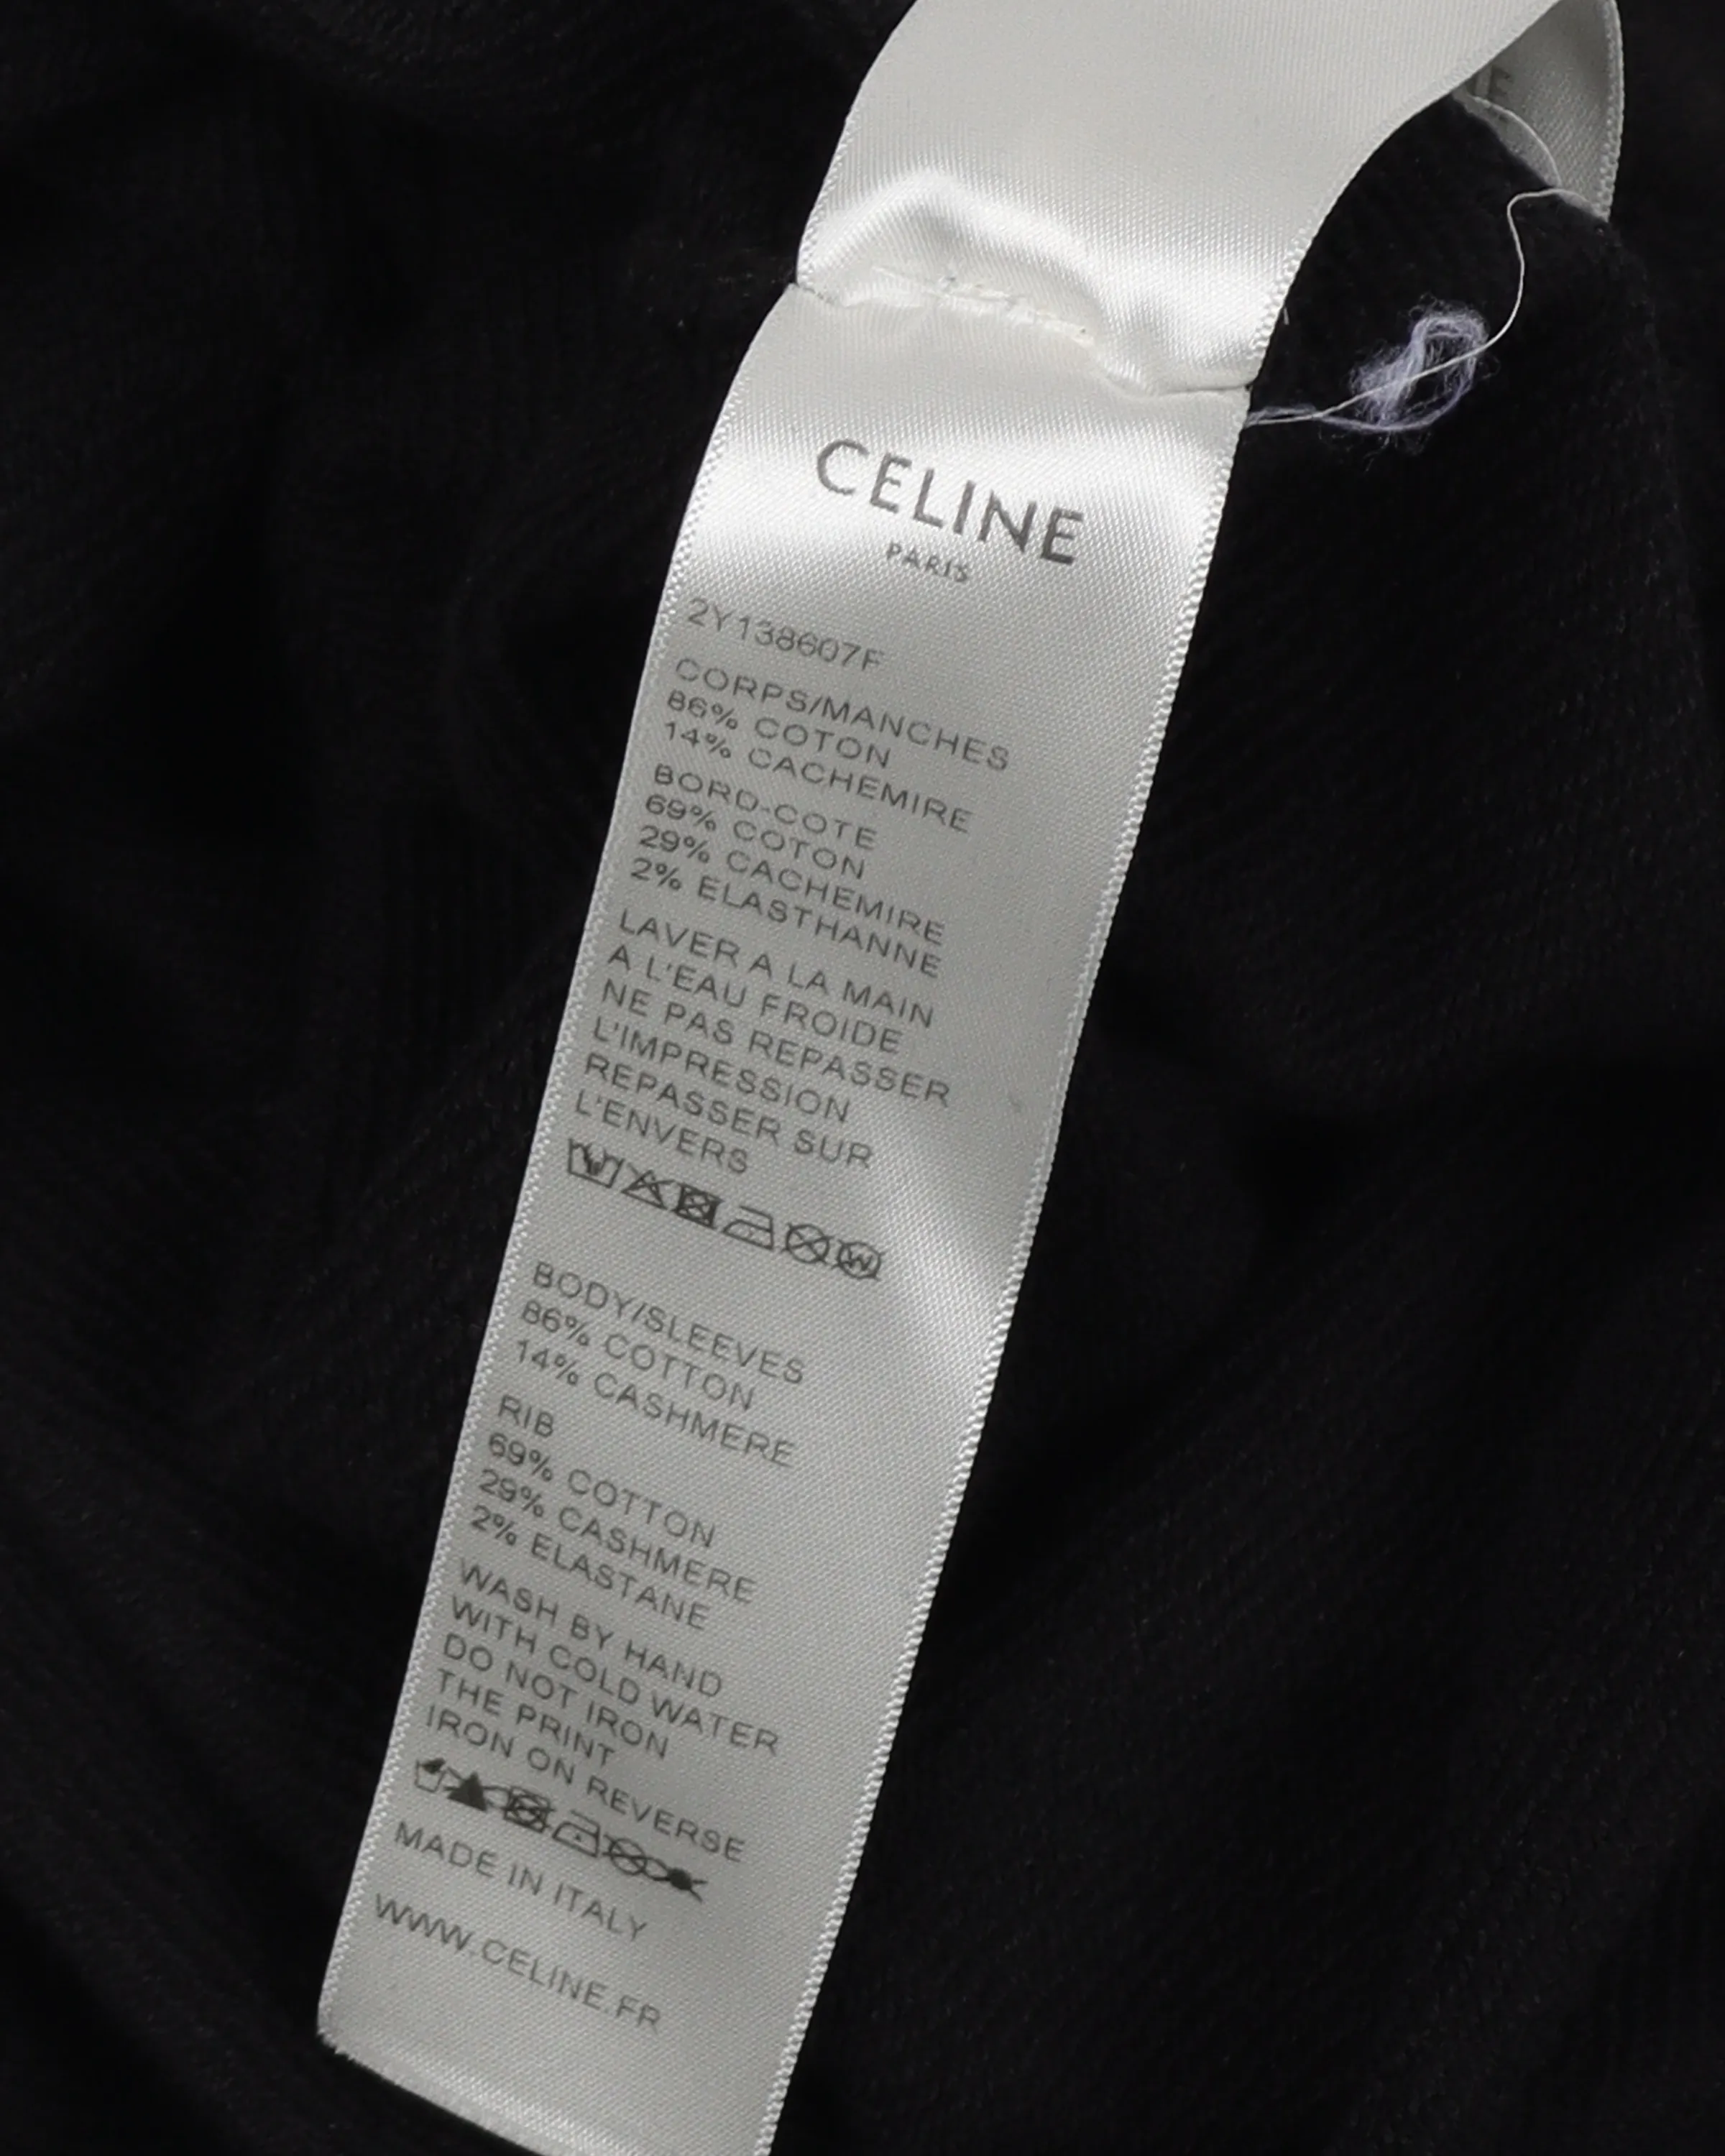 CELINE
PARIS
2Y138607F
CORPS/MANCHES
86% COTON
14% CACHEMIRE
BORD-COTE
69% COTON
29% CACHEMIRE
2% ELASTHANNE
LAVER A LA MAIN
A L'EAU FROIDE
NE PAS REPASSER
L'IMPRESSION
REPASSER SUR
L'ENVERS
W
BODY/SLEEVES
86% COTTON
14% CASHMERE
RIB
69% COTTON
29% CASHMERE
2% ELASTANE
WASH BY HAND
WITH COLD WATER
DO NOT IRON
THE PRINT
IRON ON REVERSE
MADE IN ITALY
WWW.CELINE.FR